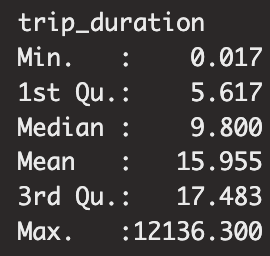 trip_duration
Min.   :    0.017
1st Qu.:    5.617
Median :    9.800
Mean   :   15.955
3rd Qu.:   17.483
Max.   :12136.300